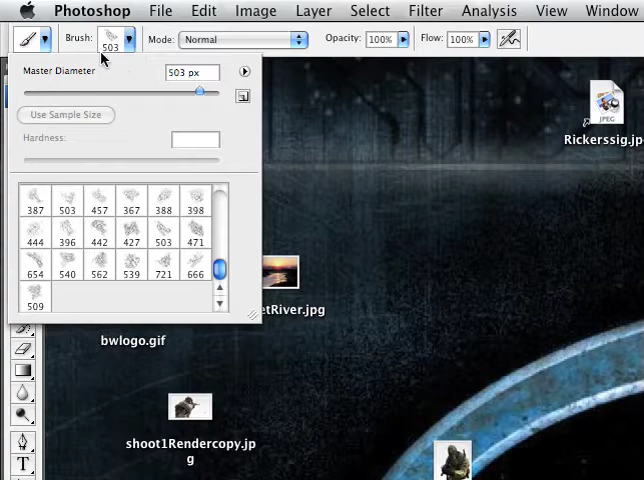 Photoshop File Edit Image Layer Select Filter Analysis View Window
Brush: 503 Mode: Normal Opacity: 100% Flow: 100%
Master Diameter 503 px
Use Sample Size
Hardness:
387 503 457 367 388 398
444 396 442 427 503 471
654 540 562 539 721 666
509
JPEG
Rickerssig.jp
etRiver.jpg
bwlogo.gif
shoot1Rendercopy.jp
g
T